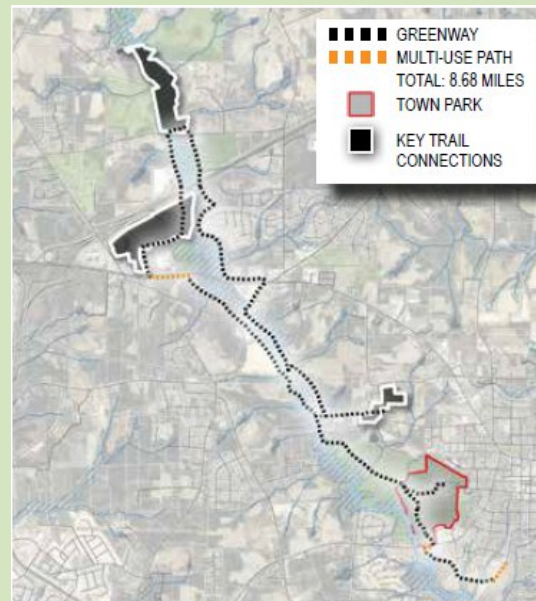 GREENWAY
MULTI-USE PATH
TOTAL: 8.68 MILES
TOWN PARK
KEY TRAIL
CONNECTIONS